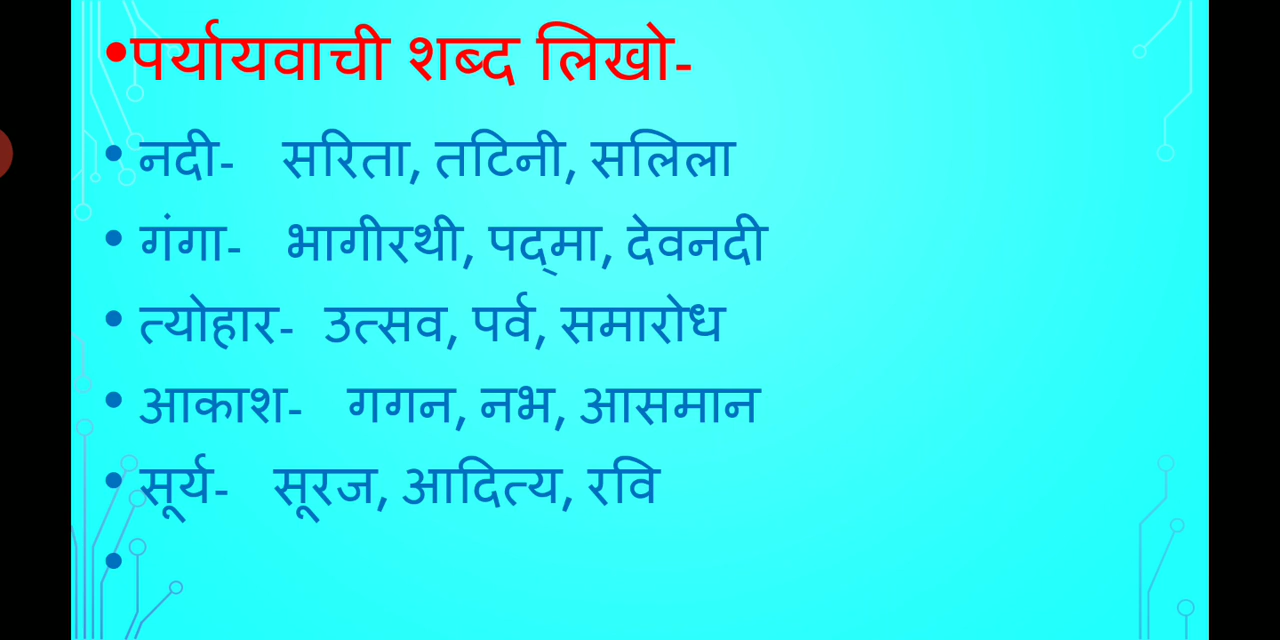 •पर्यायवाची शब्द लिखो-
• नदी- सरिता, तटिनी, सलिला
• गंगा- भागीरथी, पद्‌मा, देवनदी
• त्योहार- उत्सव, पर्व, समारोध
• आकाश- गगन, नभ, आसमान
• सूर्य- सूरज, आदित्य, रवि
•